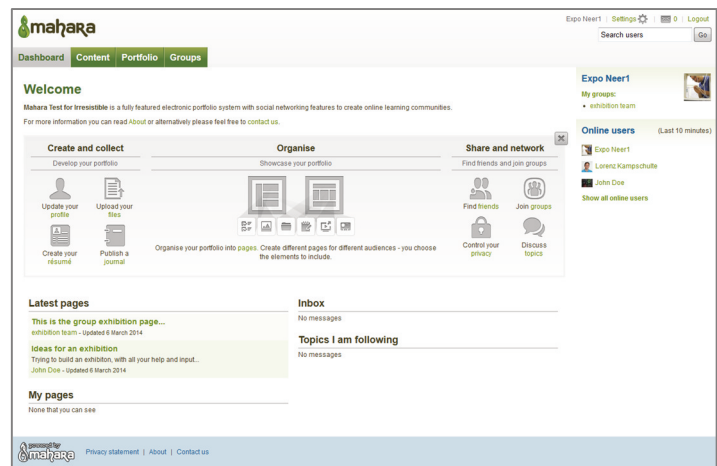 mahara
Expo Neer1 | Settings | 0 | Logout
Search users Go
Dashboard Content Portfolio Groups
Welcome
Mahara Test for Irresistible is a fully featured electronic portfolio system with social networking features to create online learning communities.
For more information you can read About or alternatively please feel free to contact us.
Create and collect
Develop your portfolio
Update your
profile
Upload your
files
Create your
résumé
Publish a
journal
Organise
Showcase your portfolio
Organise your portfolio into pages. Create different pages for different audiences - you choose
the elements to include.
Share and network
Find friends and join groups
Find friends
Join groups
Control your
privacy
Discuss
topics
Latest pages
This is the group exhibition page...
exhibition team - Updated 6 March 2014
Ideas for an exhibition
Trying to build an exhibiton, with all your help and input...
John Doe - Updated 6 March 2014
My pages
None that you can see
Inbox
No messages
Topics I am following
No messages
Expo Neer1
My groups:
exhibition team
Online users (Last 10 minutes)
Expo Neer1
Lorenz Kampschulte
John Doe
Show all online users
powered by
mahara
Privacy statement | About | Contact us